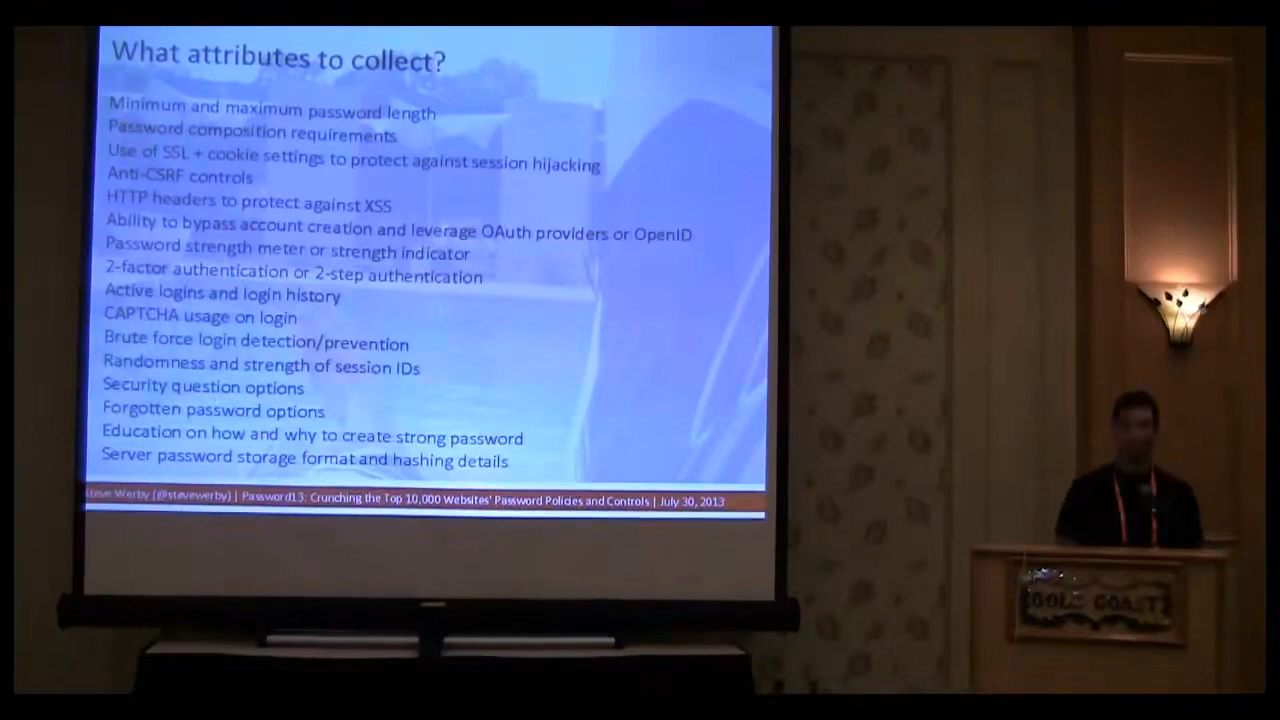 What attributes to collect?
Minimum and maximum password length
Password composition requirements
Use of SSL + cookie settings to protect against session hijacking
Anti-CSRF controls
HTTP headers to protect against XSS
Ability to bypass account creation and leverage OAuth providers or OpenID
Password strength meter or strength indicator
2-factor authentication or 2-step authentication
Active logins and login history
CAPTCHA usage on login
Brute force login detection/prevention
Randomness and strength of session IDs
Security question options
Forgotten password options
Education on how and why to create strong password
Server password storage format and hashing details
Steve Werby (@stevewerby) | Password13: Crunching the Top 10,000 Websites' Password Policies and Controls | July 30, 2013
GOLD COAST